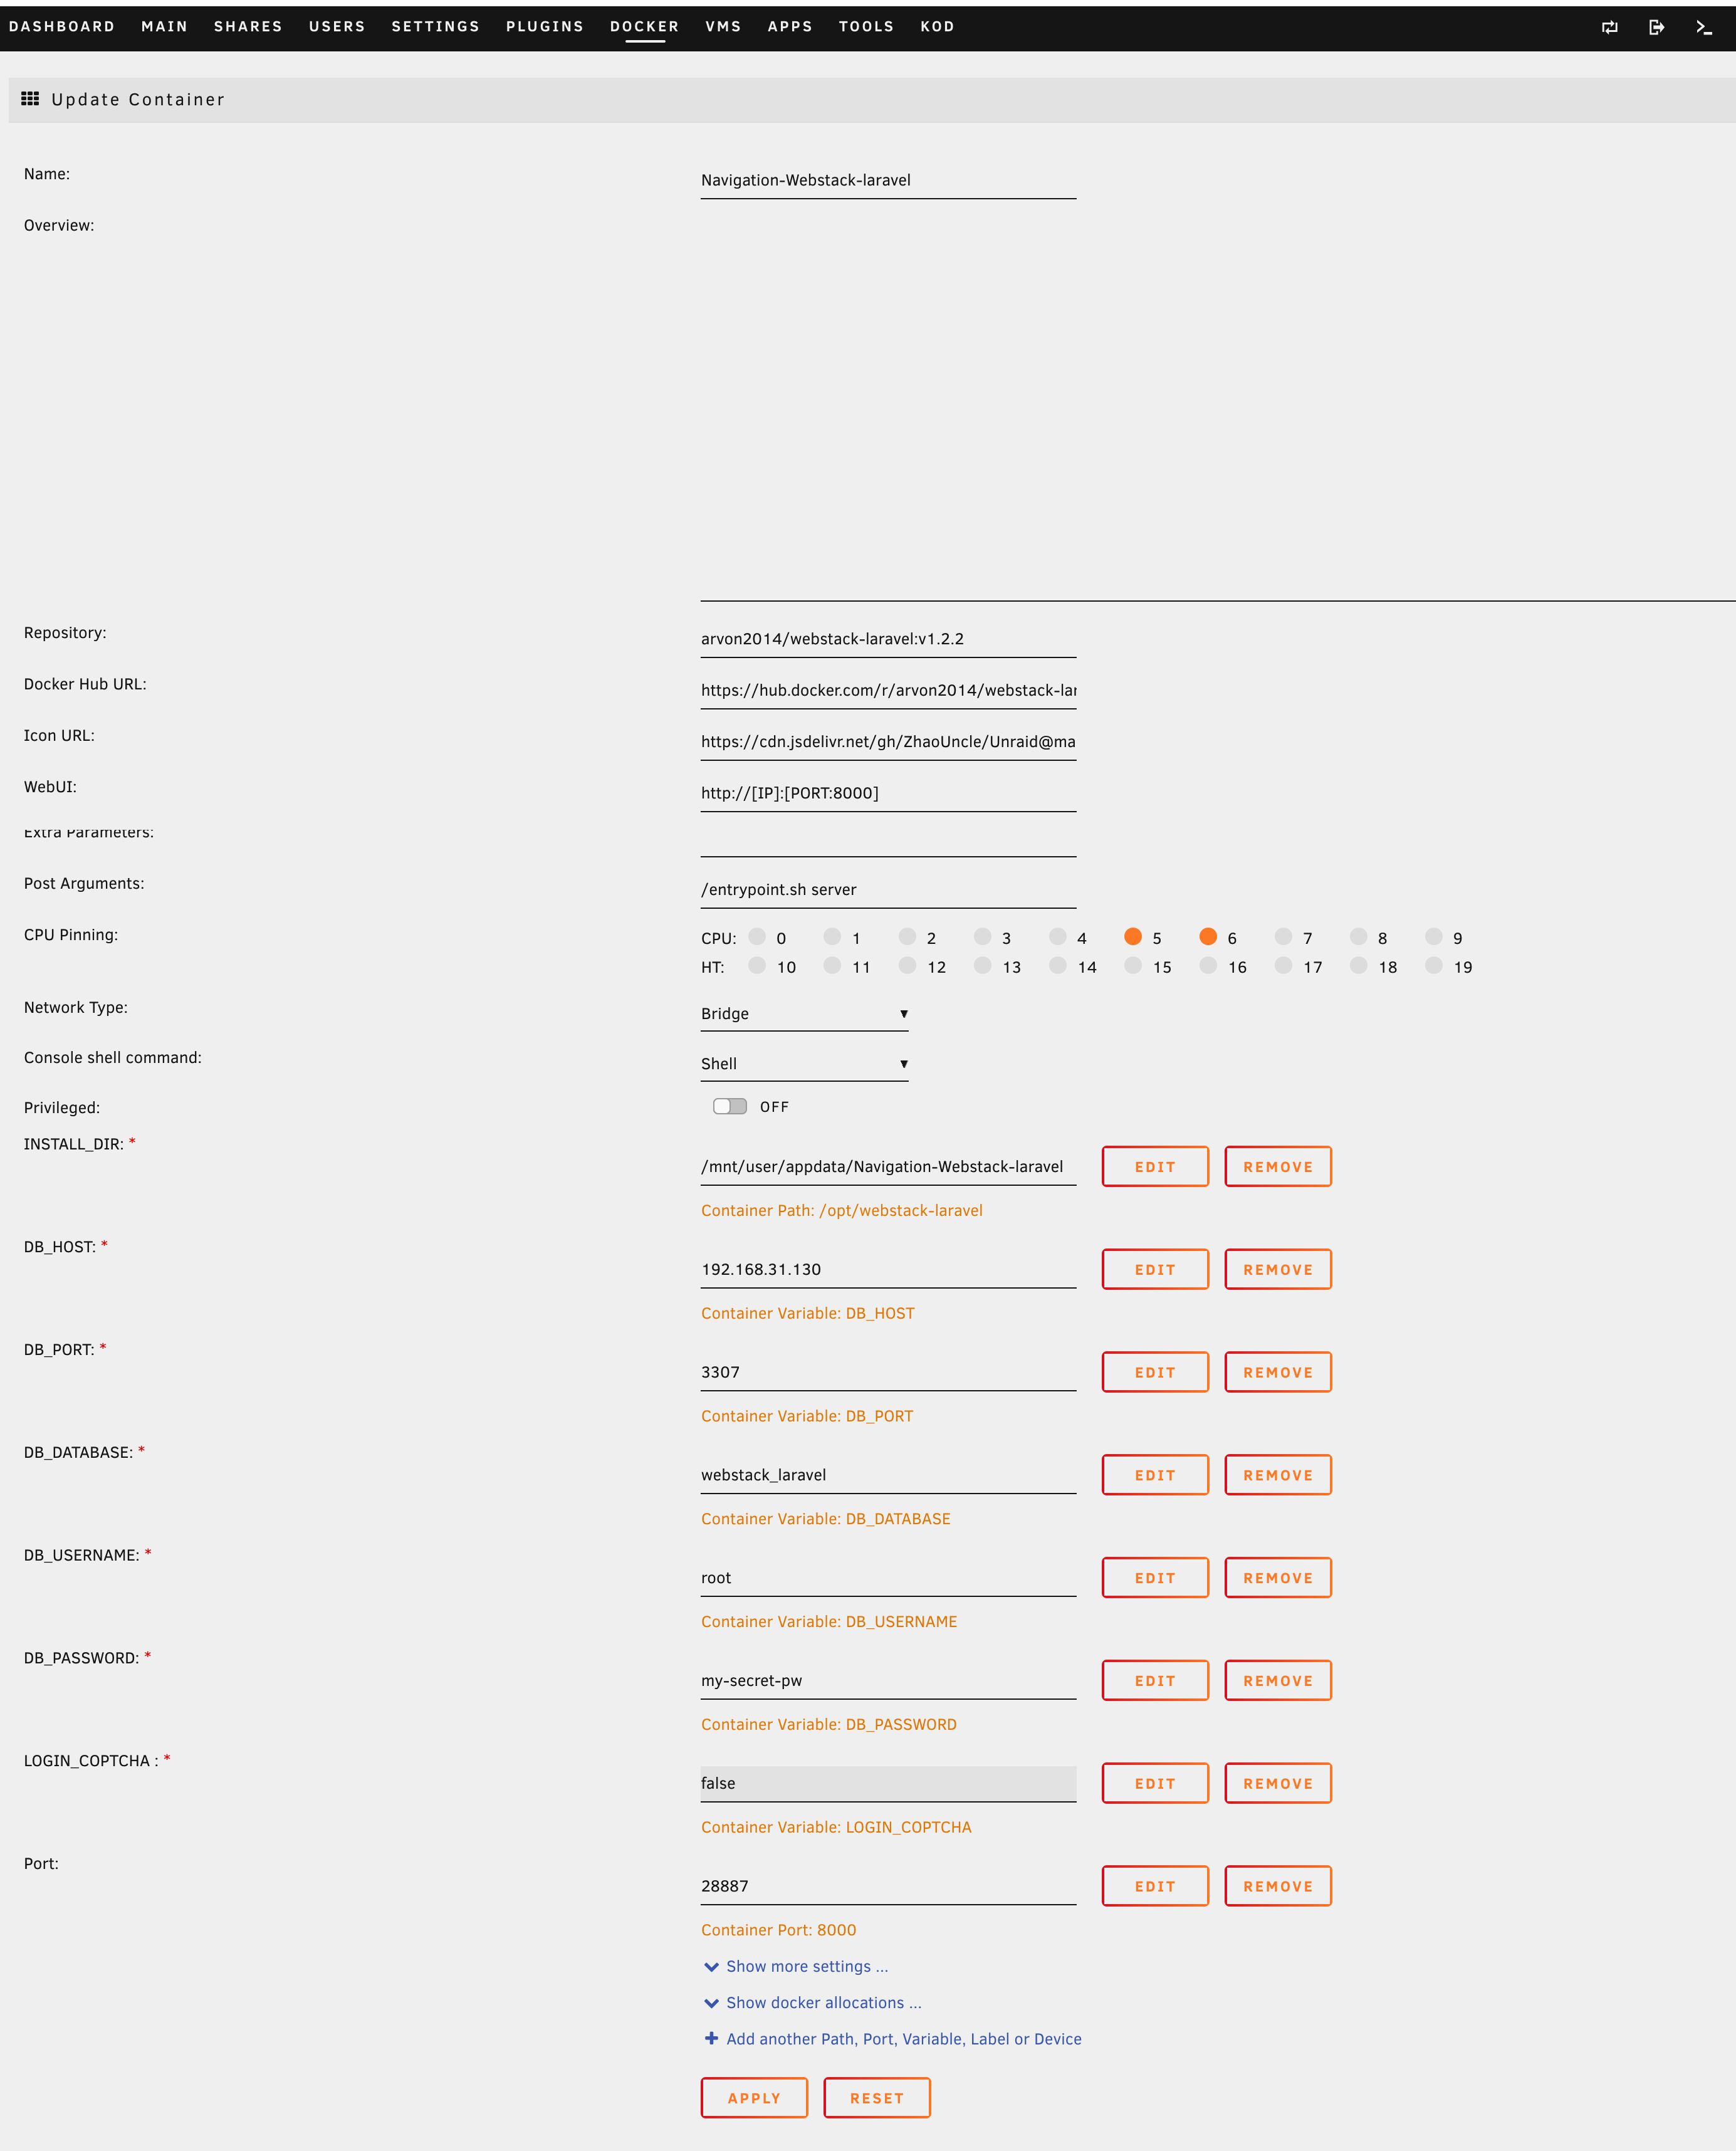 DASHBOARD MAIN SHARES USERS SETTINGS PLUGINS DOCKER VMS APPS TOOLS KOD
Update Container
Name:
Navigation-Webstack-laravel
Overview:
Repository:
arvon2014/webstack-laravel:v1.2.2
Docker Hub URL:
https://hub.docker.com/r/arvon2014/webstack-lar
Icon URL:
https://cdn.jsdelivr.net/gh/ZhaoUncle/Unraid@ma
WebUI:
http://[IP]:[PORT:8000]
Extra Parameters:
Post Arguments:
/entrypoint.sh server
CPU Pinning:
CPU: 0 1 2 3 4 5 6 7 8 9
HT: 10 11 12 13 14 15 16 17 18 19
Network Type:
Bridge
Console shell command:
Shell
Privileged:
OFF
INSTALL_DIR: *
/mnt/user/appdata/Navigation-Webstack-laravel EDIT REMOVE
Container Path: /opt/webstack-laravel
DB_HOST: *
192.168.31.130 EDIT REMOVE
Container Variable: DB_HOST
DB_PORT: *
3307 EDIT REMOVE
Container Variable: DB_PORT
DB_DATABASE: *
webstack_laravel EDIT REMOVE
Container Variable: DB_DATABASE
DB_USERNAME: *
root EDIT REMOVE
Container Variable: DB_USERNAME
DB_PASSWORD: *
my-secret-pw EDIT REMOVE
Container Variable: DB_PASSWORD
LOGIN_COPTCHA : *
false EDIT REMOVE
Container Variable: LOGIN_COPTCHA
Port:
28887 EDIT REMOVE
Container Port: 8000
Show more settings ...
Show docker allocations ...
Add another Path, Port, Variable, Label or Device
APPLY RESET